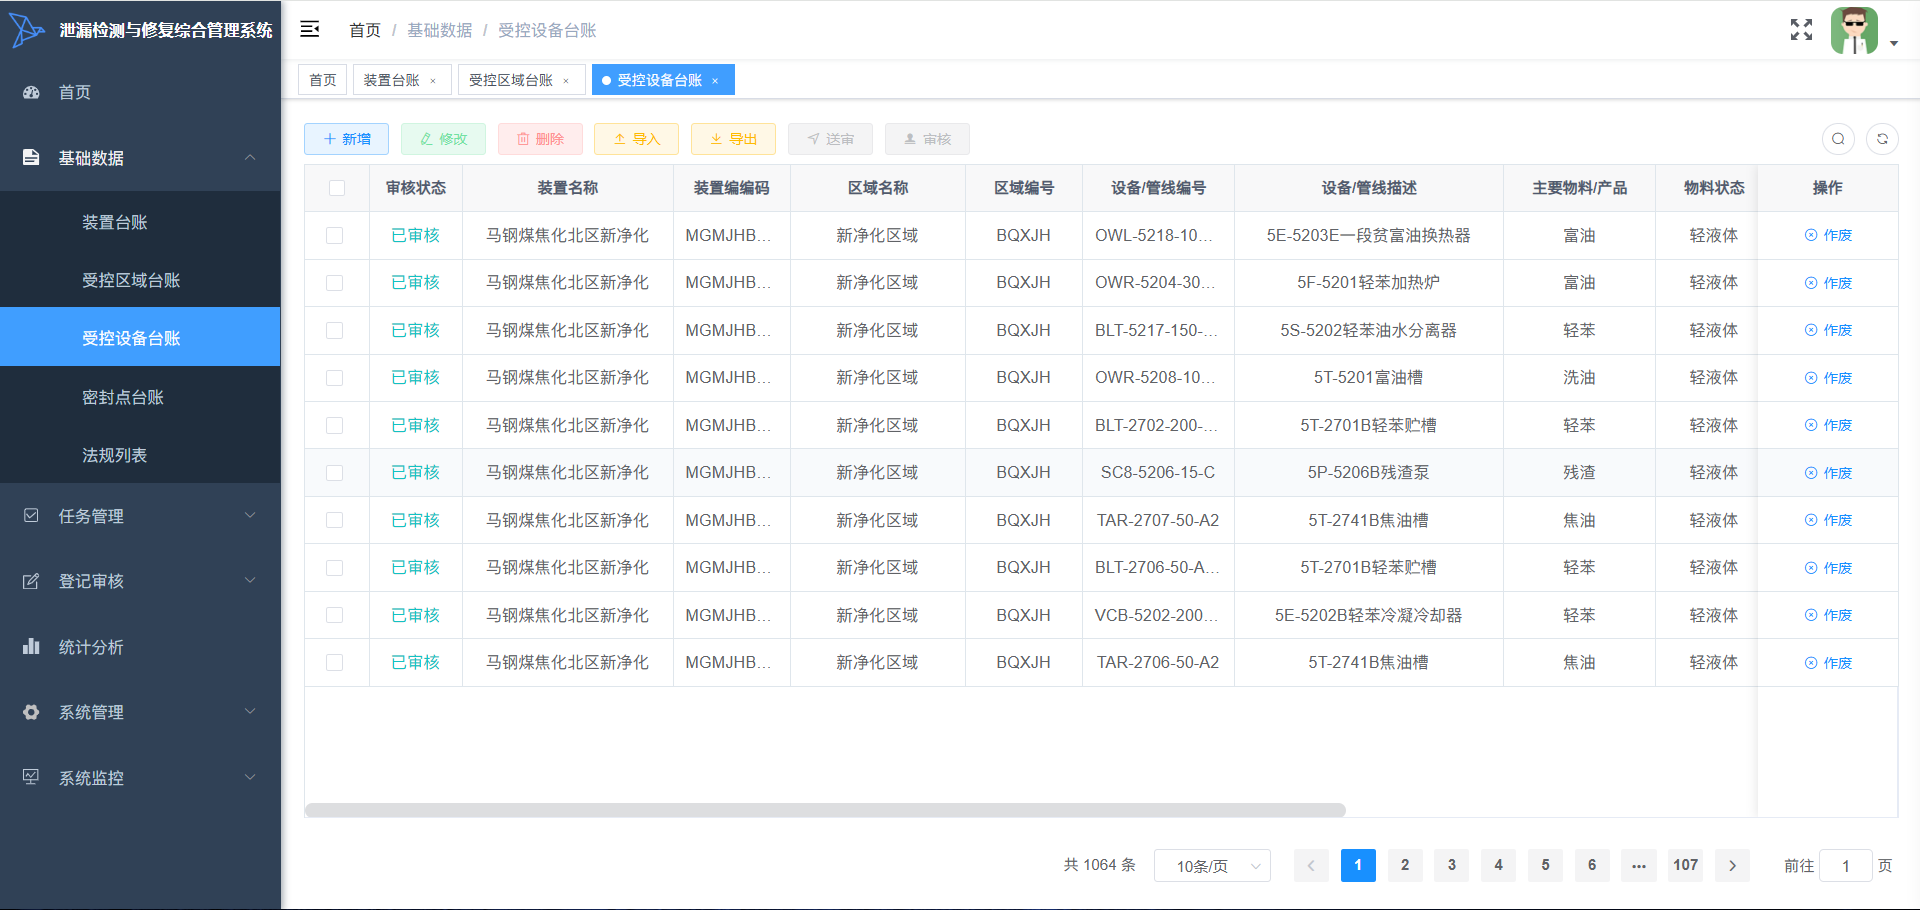 泄漏检测与修复综合管理系统
首页 / 基础数据 / 受控设备台账
首页
装置台账 ×
受控区域台账 ×
受控设备台账 ×
首页
基础数据
装置台账
受控区域台账
受控设备台账
密封点台账
法规列表
任务管理
登记审核
统计分析
系统管理
系统监控
新增 修改 删除 导入 导出 送审 审核
审核状态 装置名称 装置编编码 区域名称 区域编号 设备/管线编号 设备/管线描述 主要物料/产品 物料状态 操作
已审核 马钢煤焦化北区新净化 MGMJHB... 新净化区域 BQXJH OWL-5218-10... 5E-5203E一段贫富油换热器 富油 轻液体 作废
已审核 马钢煤焦化北区新净化 MGMJHB... 新净化区域 BQXJH OWR-5204-30... 5F-5201轻苯加热炉 富油 轻液体 作废
已审核 马钢煤焦化北区新净化 MGMJHB... 新净化区域 BQXJH BLT-5217-150-... 5S-5202轻苯油水分离器 轻苯 轻液体 作废
已审核 马钢煤焦化北区新净化 MGMJHB... 新净化区域 BQXJH OWR-5208-10... 5T-5201富油槽 洗油 轻液体 作废
已审核 马钢煤焦化北区新净化 MGMJHB... 新净化区域 BQXJH BLT-2702-200-... 5T-2701B轻苯贮槽 轻苯 轻液体 作废
已审核 马钢煤焦化北区新净化 MGMJHB... 新净化区域 BQXJH SC8-5206-15-C 5P-5206B残渣泵 残渣 轻液体 作废
已审核 马钢煤焦化北区新净化 MGMJHB... 新净化区域 BQXJH TAR-2707-50-A2 5T-2741B焦油槽 焦油 轻液体 作废
已审核 马钢煤焦化北区新净化 MGMJHB... 新净化区域 BQXJH BLT-2706-50-A... 5T-2701B轻苯贮槽 轻苯 轻液体 作废
已审核 马钢煤焦化北区新净化 MGMJHB... 新净化区域 BQXJH VCB-5202-200... 5E-5202B轻苯冷凝冷却器 轻苯 轻液体 作废
已审核 马钢煤焦化北区新净化 MGMJHB... 新净化区域 BQXJH TAR-2706-50-A2 5T-2741B焦油槽 焦油 轻液体 作废
共 1064 条 10条/页 1 2 3 4 5 6 ... 107 前往 1 页